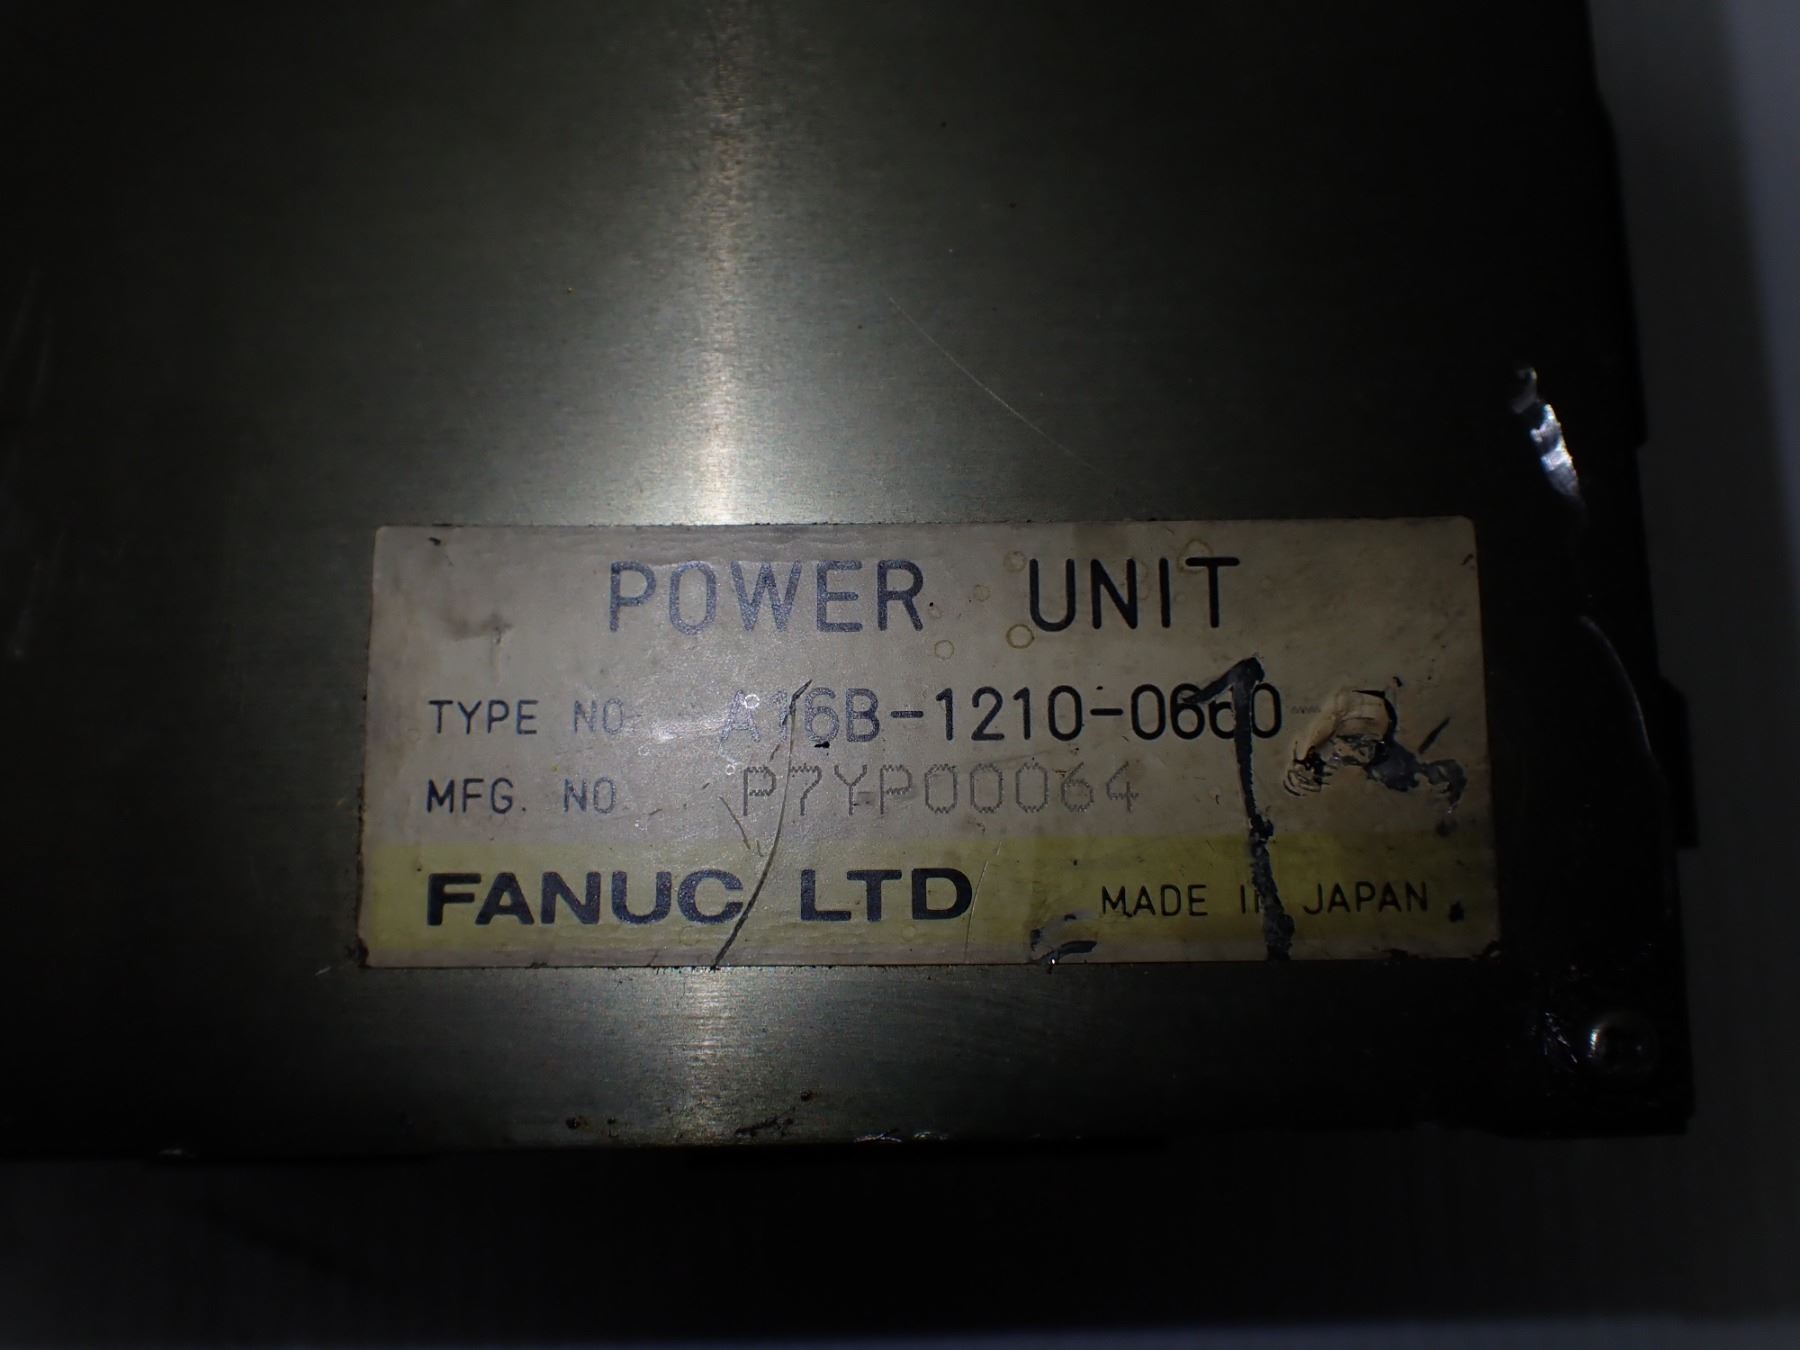 POWER UNIT
TYPE NO. A16B-1210-0660
MFG. NO. P7YP00064
FANUC LTD MADE IN JAPAN